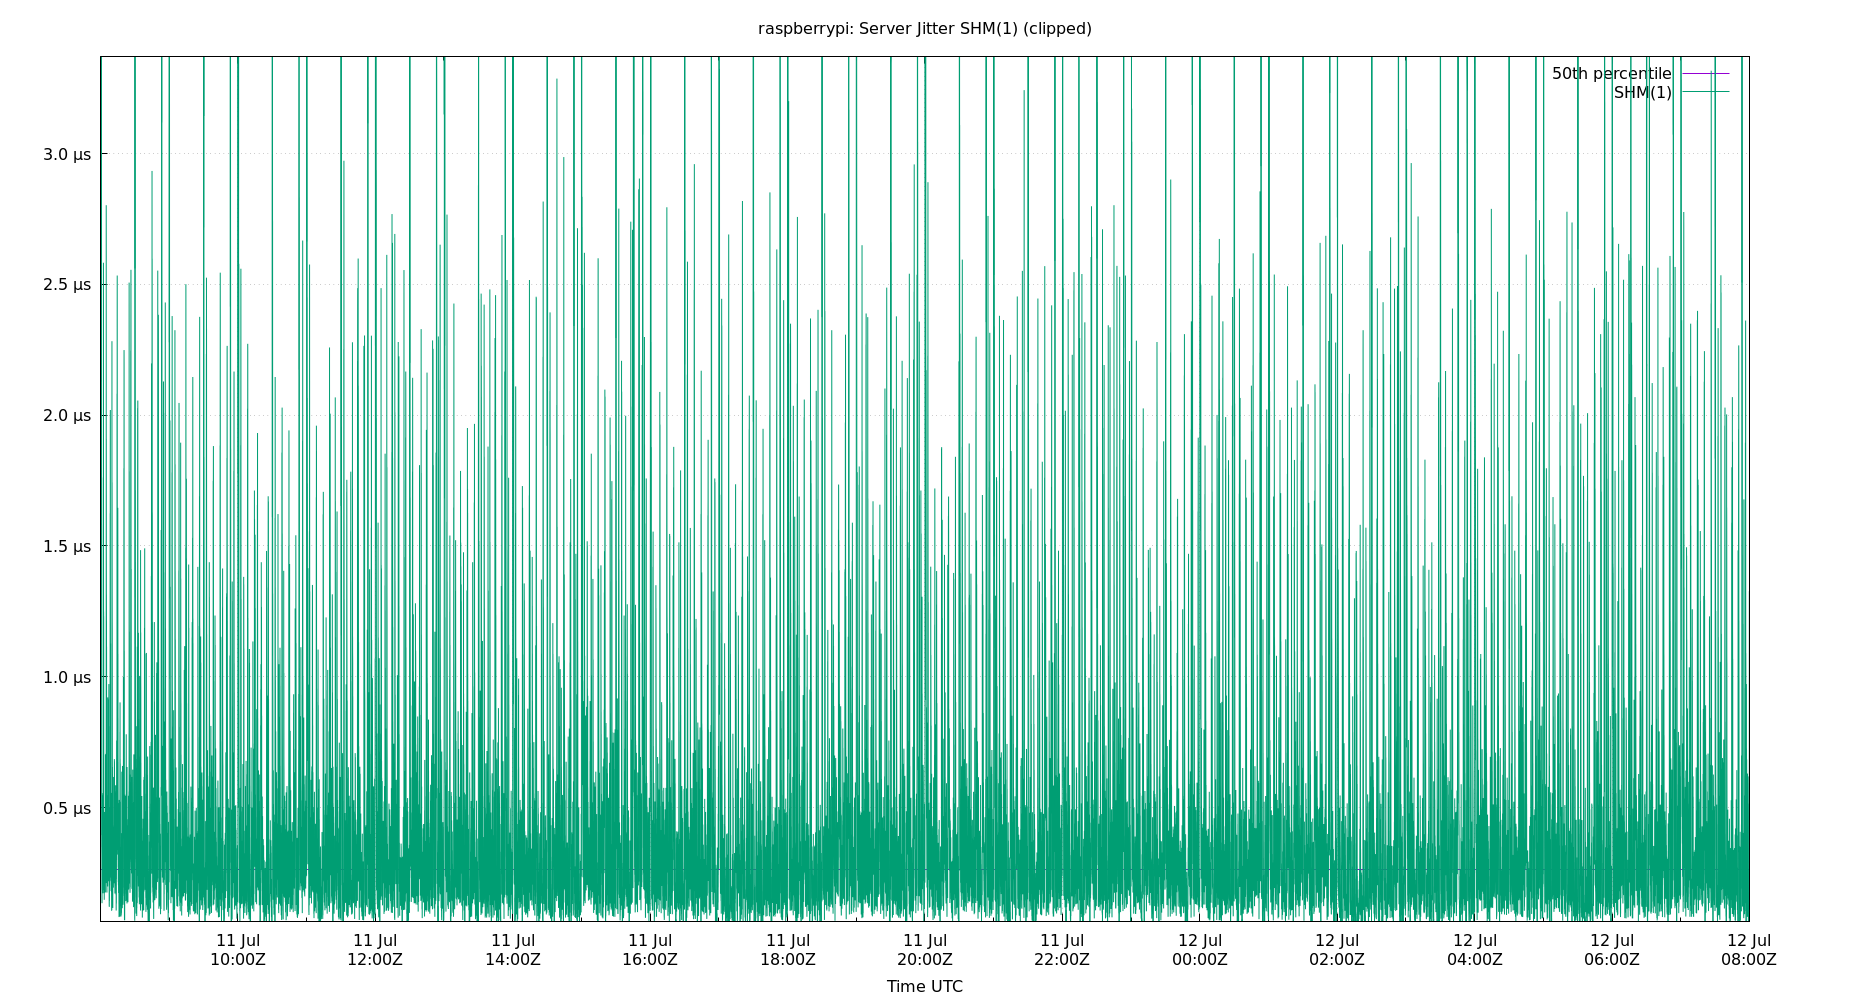 raspberrypi: Server Jitter SHM(1) (clipped)
50th percentile
SHM(1)
3.0 µs
2.5 µs
2.0 µs
1.5 µs
1.0 µs
0.5 µs
11 Jul 11 Jul 11 Jul 11 Jul 11 Jul 11 Jul 11 Jul 12 Jul 12 Jul 12 Jul 12 Jul 12 Jul
10:00Z 12:00Z 14:00Z 16:00Z 18:00Z 20:00Z 22:00Z 00:00Z 02:00Z 04:00Z 06:00Z 08:00Z
Time UTC